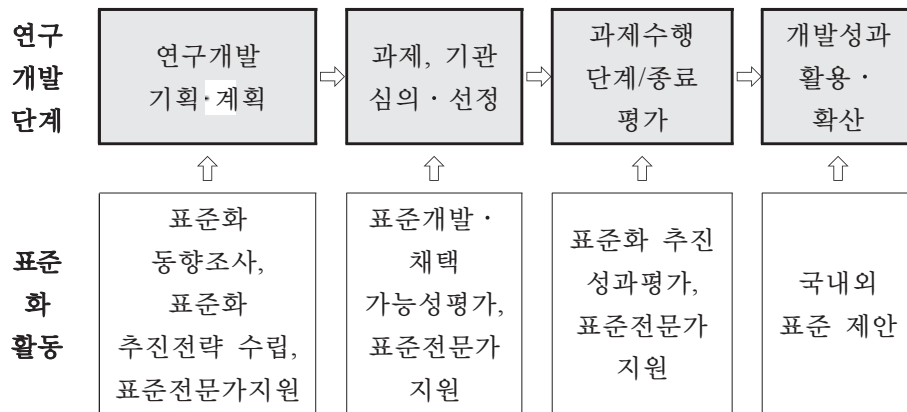 연구
개발
단계
연구개발
기획·계획
과제, 기관
심의·선정
과제수행
단계/종료
평가
개발성과
활용·
확산
표준
화
활동
표준화
동향조사,
표준화
추진전략 수립,
표준전문가지원
표준개발·
채택
가능성평가,
표준전문가
지원
표준화 추진
성과평가,
표준전문가
지원
국내외
표준 제안